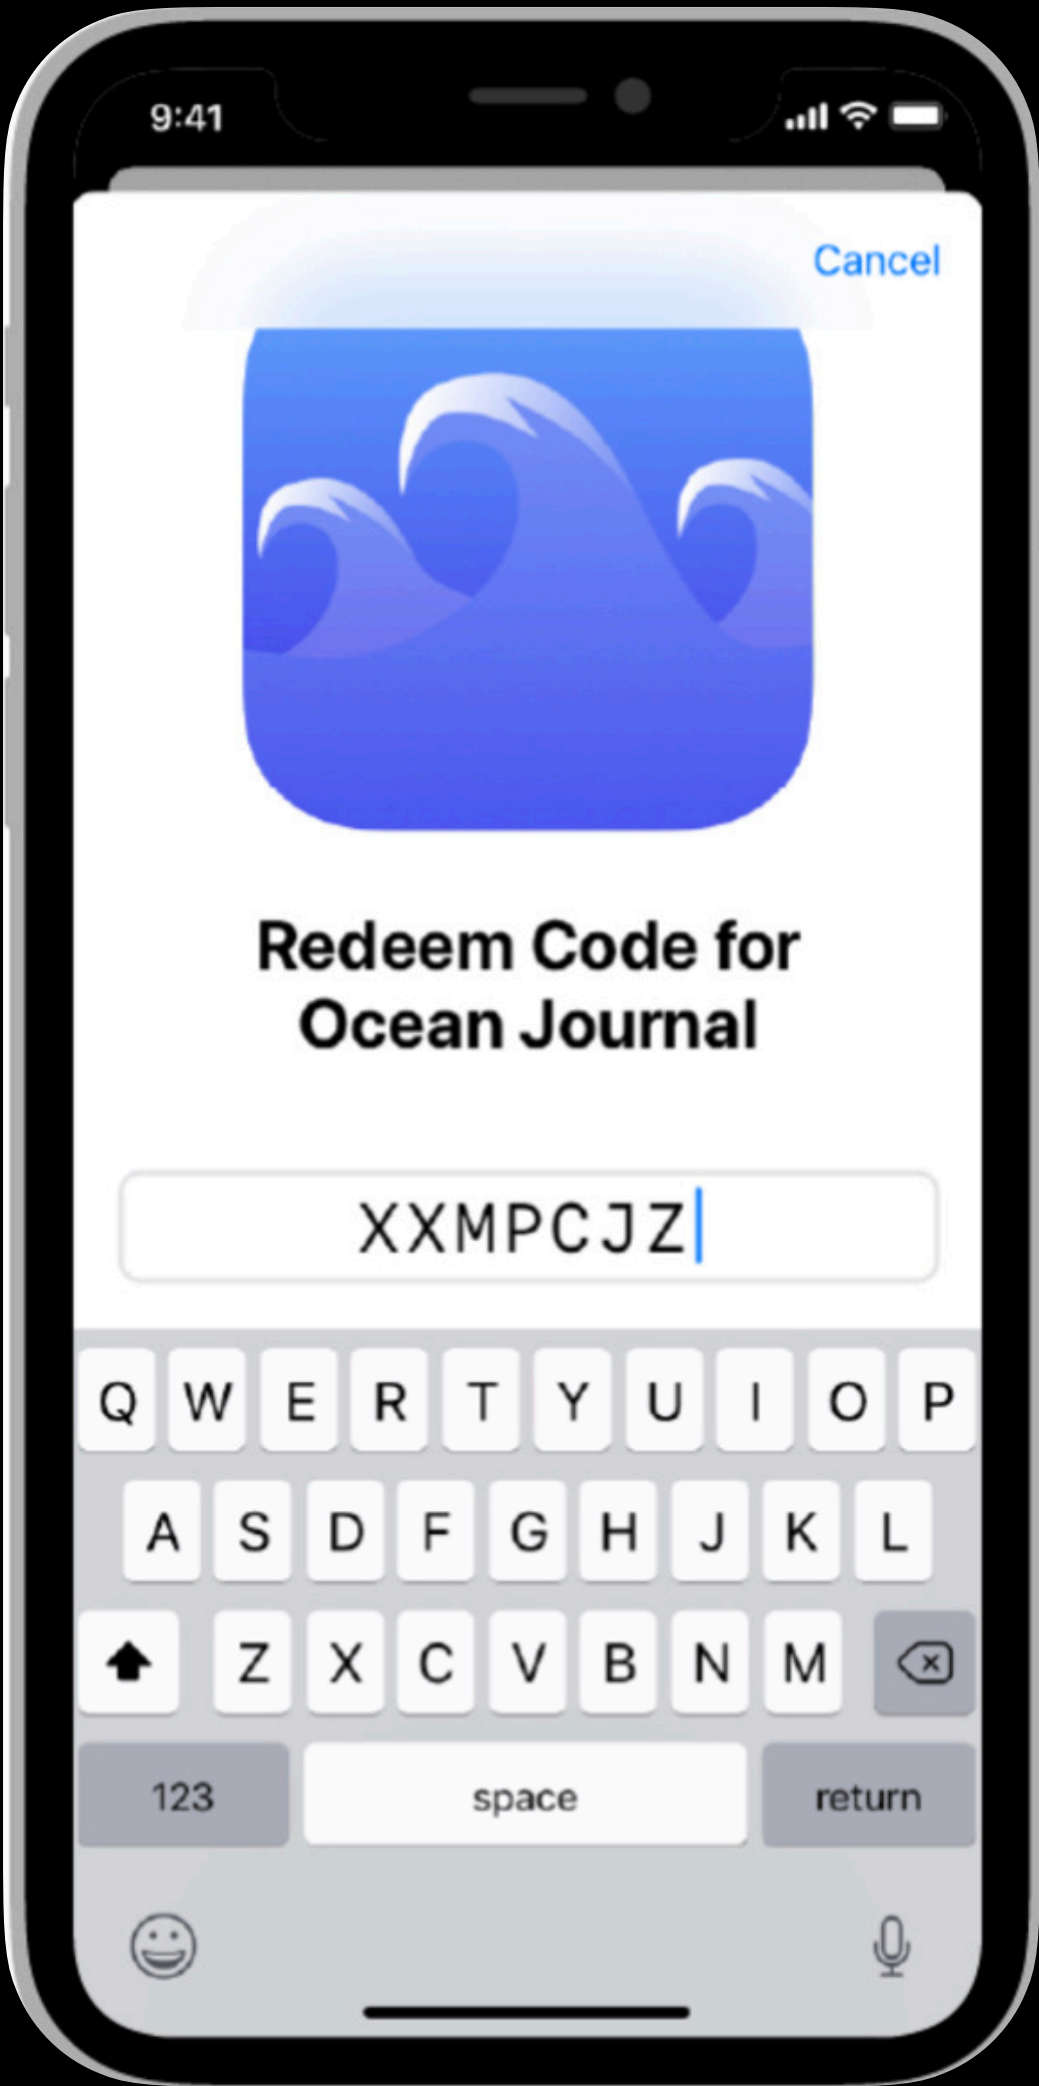 9:41
Cancel
Redeem Code for
Ocean Journal
XXMPCJZ
Q W E R T Y U I O P
A S D F G H J K L
Z X C V B N M
123 space return